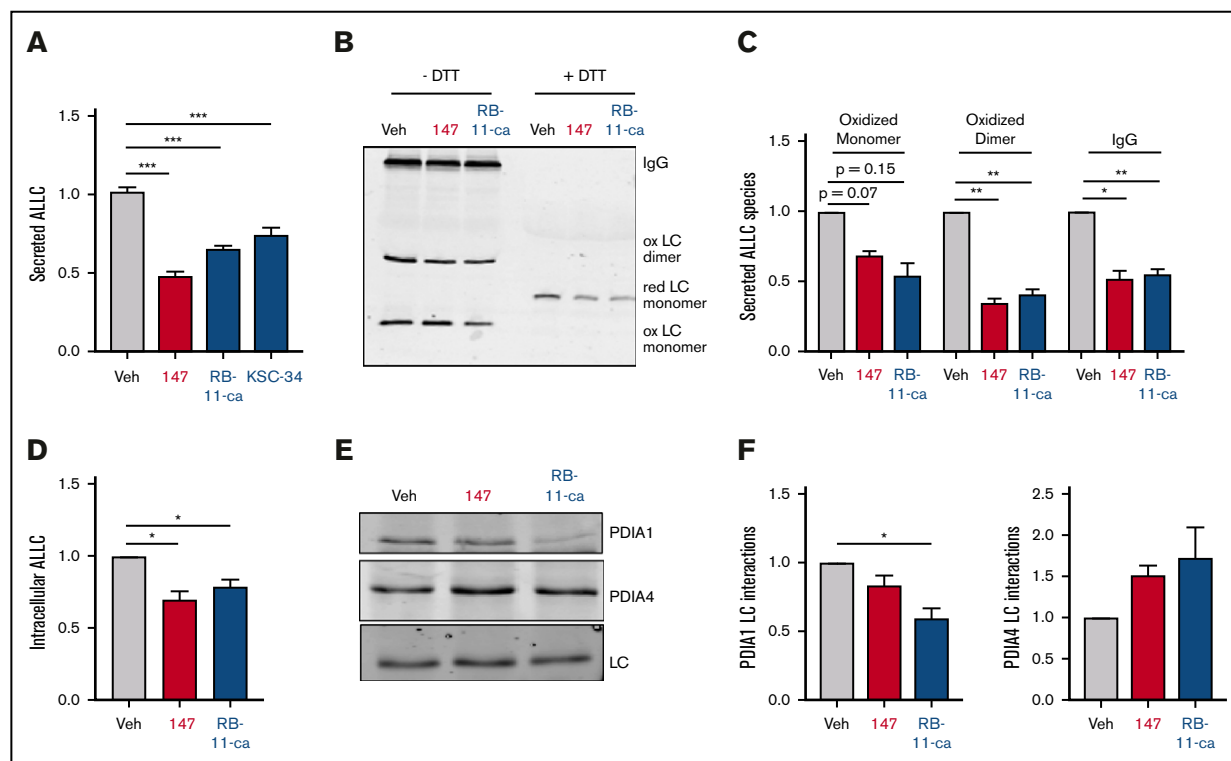 A
Secreted ALLC
1.5
1.0
0.5
0.0
***
***
***
Veh
147
RB-
11-ca
KSC-34
B
- DTT
+ DTT
Veh
147
RB-
11-ca
Veh
147
RB-
11-ca
IgG
ox LC
dimer
red LC
monomer
ox LC
monomer
C
Secreted ALLC species
1.5
1.0
0.5
0.0
Oxidized
Monomer
p = 0.15
p = 0.07
Oxidized
Dimer
**
**
IgG
**
*
Veh
147
RB-
11-ca
Veh
147
RB-
11-ca
Veh
147
RB-
11-ca
D
Intracellular ALLC
1.5
1.0
0.5
0.0
*
*
Veh
147
RB-
11-ca
E
Veh
147
RB-
11-ca
PDIA1
PDIA4
LC
F
PDIA1 LC interactions
1.5
1.0
0.5
0.0
*
Veh
147
RB-
11-ca
PDIA4 LC interactions
2.5
2.0
1.5
1.0
0.5
0.0
Veh
147
RB-
11-ca